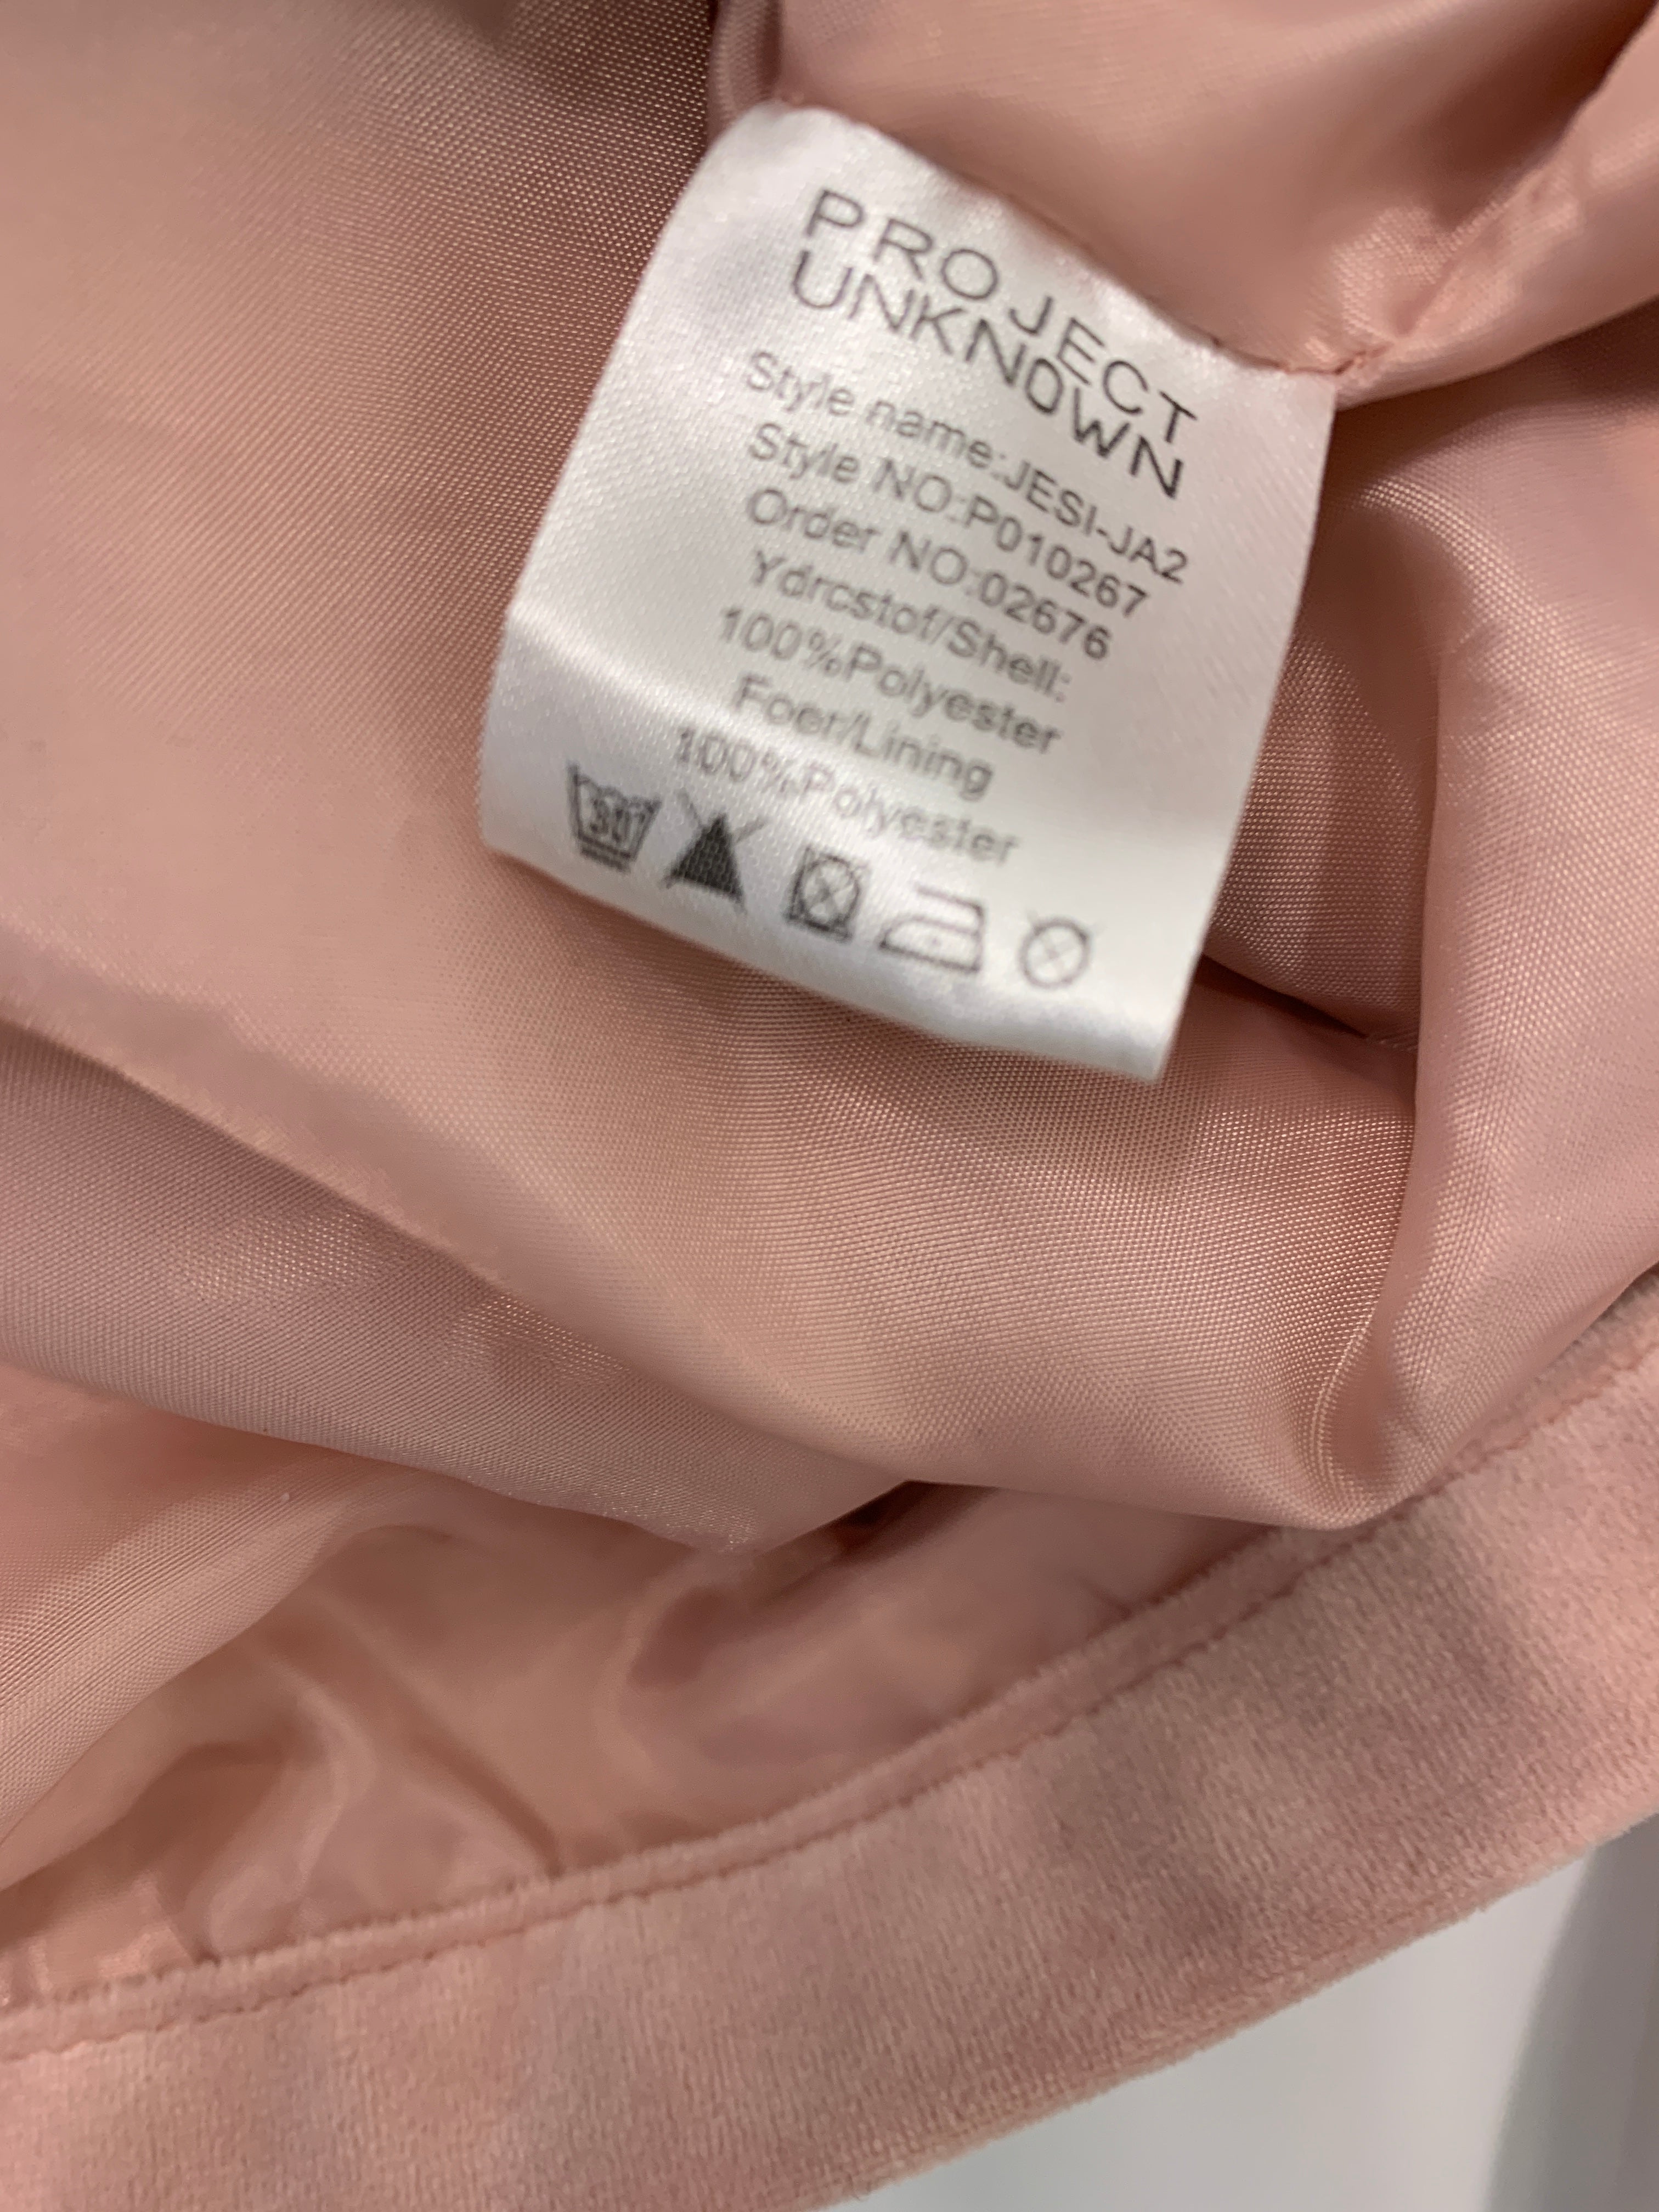 PROJECT
UNKNOWN
Style name:JESI-JA2
Style NO:P010267
Order NO:02676
Ydrcstof/Shell:
100%Polyester
Foer/Lining
100%Polyester
30